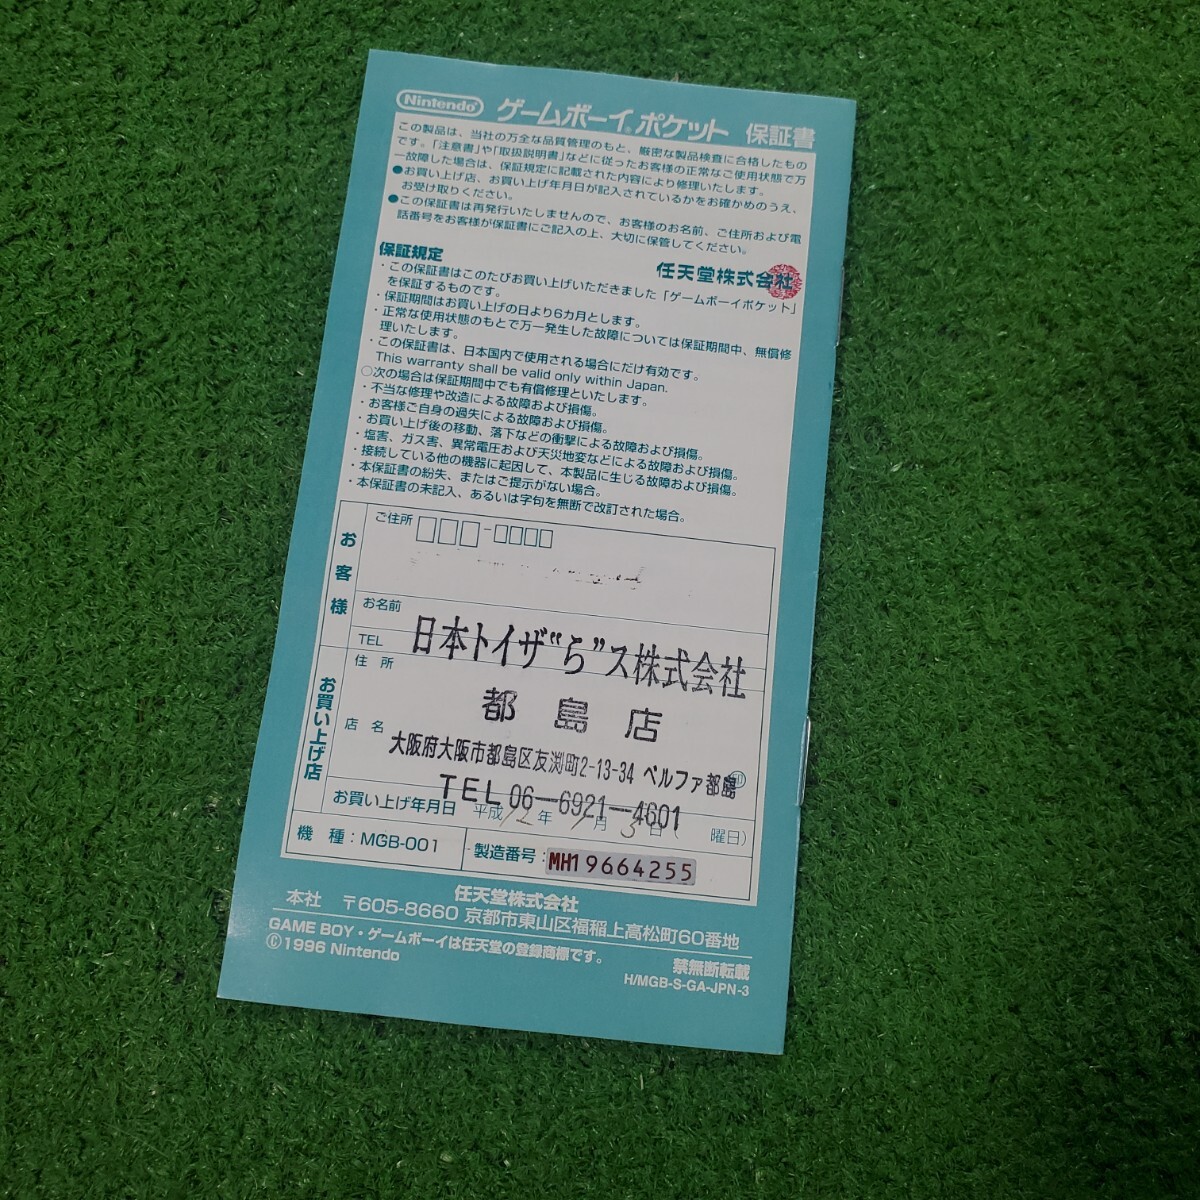 Nintendo ゲームボーイポケット 保証書
この製品は、当社の万全な品質管理のもと、厳密な製品検査に合格したもの
です。「注意書」や「取扱説明書」などに従ったお客様の正常なご使用状態で万
一故障した場合は、保証規定に記載された内容により修理いたします。
●お買い上げ店、お買い上げ年月日が記入されているかをお確かめのうえ、
お受け取りください。
●この保証書は再発行いたしませんので、お客様のお名前、ご住所および電
話番号をお客様が保証書にご記入の上、大切に保管してください。
任天堂株式会社
保証規定
・この保証書はこのたびお買い上げいただきました「ゲームボーイポケット」
を保証するものです。
・保証期間はお買い上げの日より6カ月とします。
・正常な使用状態のもとで万一発生した故障については保証期間中、無償修
理いたします。
・この保証書は、日本国内で使用される場合にだけ有効です。
This warranty shall be valid only within Japan.
○次の場合は保証期間中でも有償修理といたします。
・不当な修理や改造による故障および損傷。
・お客様ご自身の過失による故障および損傷。
・お買い上げ後の移動、落下などの衝撃による故障および損傷。
・塩害、ガス害、異常電圧および天災地変などによる故障および損傷。
・接続している他の機器に起因して、本製品に生じる故障および損傷。
・本保証書の紛失、またはご提示がない場合。
・本保証書の未記入、あるいは字句を無断で改訂された場合。
お客様
ご住所
お名前
TEL
お買い上げ店
住 所
日本トイザ“ら”ス株式会社
都島店
店 名
大阪府大阪市都島区友渕町2-13-34 ベルファ都島
TEL 06-6921-4601
お買い上げ年月日 平成12年 月 日( 曜日)
機 種:MGB-001
製造番号:MH19664255
任天堂株式会社
本社 〒605-8660 京都市東山区福稲上高松町60番地
GAME BOY・ゲームボーイは任天堂の登録商標です。
©1996 Nintendo
禁無断転載
H/MGB-S-GA-JPN-3